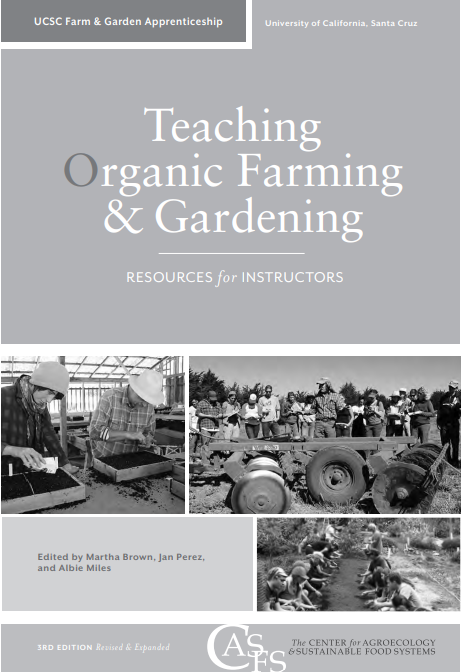 UCSC Farm & Garden Apprenticeship
University of California, Santa Cruz
Teaching
Organic Farming
& Gardening
RESOURCES for INSTRUCTORS
Edited by Martha Brown, Jan Perez,
and Albie Miles
3RD EDITION Revised & Expanded
CASFS
The CENTER for AGROECOLOGY
& SUSTAINABLE FOOD SYSTEMS